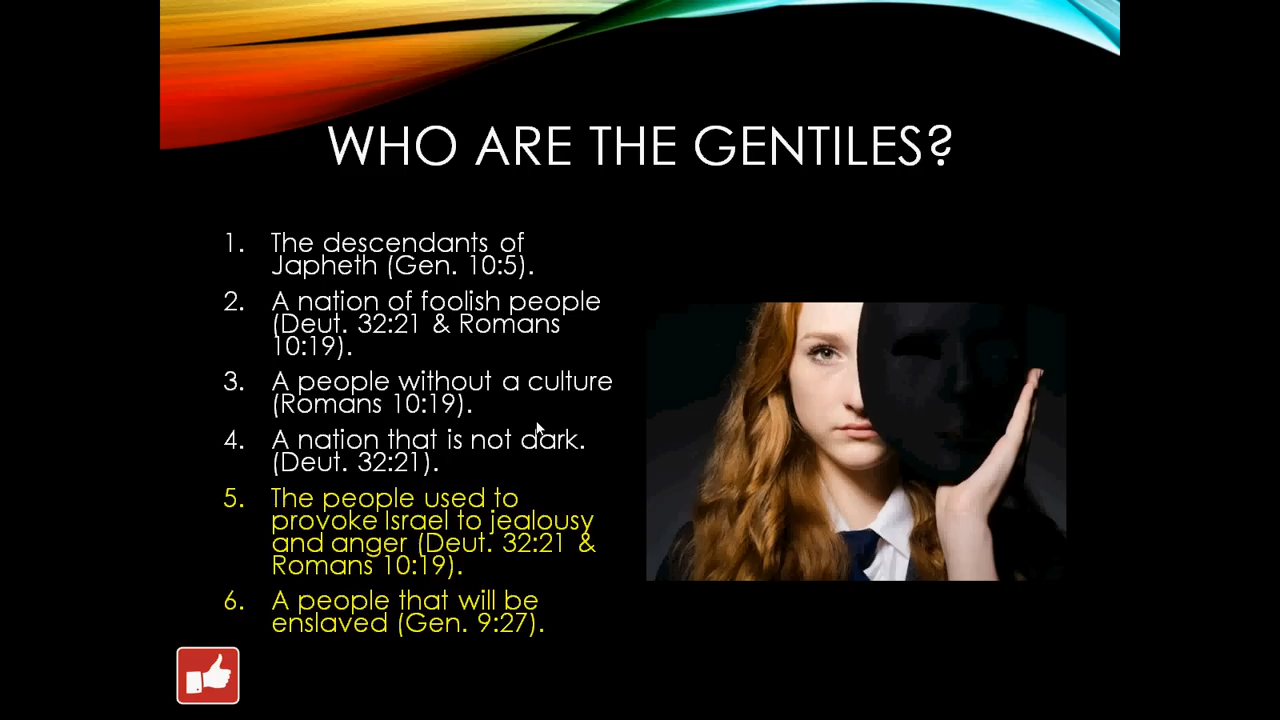 WHO ARE THE GENTILES?
1. The descendants of
Japheth (Gen. 10:5).
2. A nation of foolish people
(Deut. 32:21 & Romans
10:19).
3. A people without a culture
(Romans 10:19).
4. A nation that is not dark.
(Deut. 32:21).
5. The people used to
provoke Israel to jealousy
and anger (Deut. 32:21 &
Romans 10:19).
6. A people that will be
enslaved (Gen. 9:27).